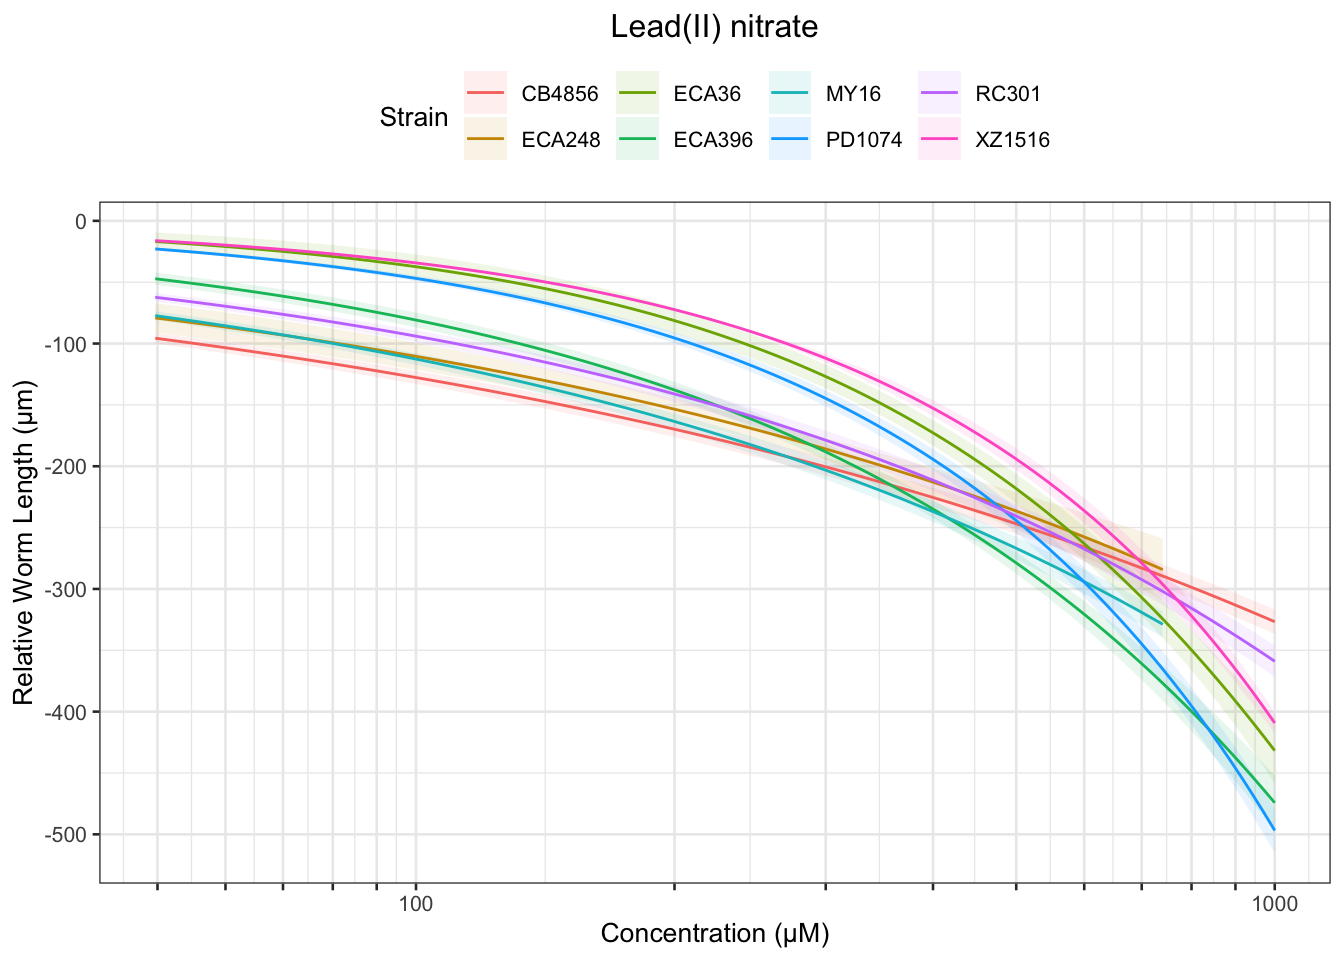 Lead(II) nitrate
Strain
CB4856 ECA36 MY16 RC301
ECA248 ECA396 PD1074 XZ1516
Relative Worm Length (µm)
0
-100
-200
-300
-400
-500
100 1000
Concentration (µM)